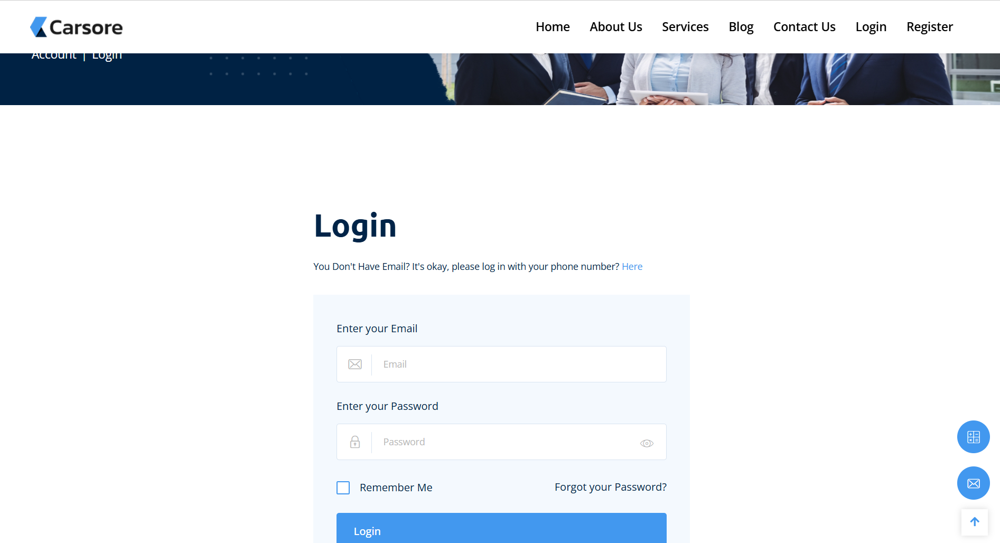 Carsore
Home About Us Services Blog Contact Us Login Register
Account | Login
Login
You Don't Have Email? It's okay, please log in with your phone number? Here
Enter your Email
Email
Enter your Password
Password
Remember Me
Forgot your Password?
Login